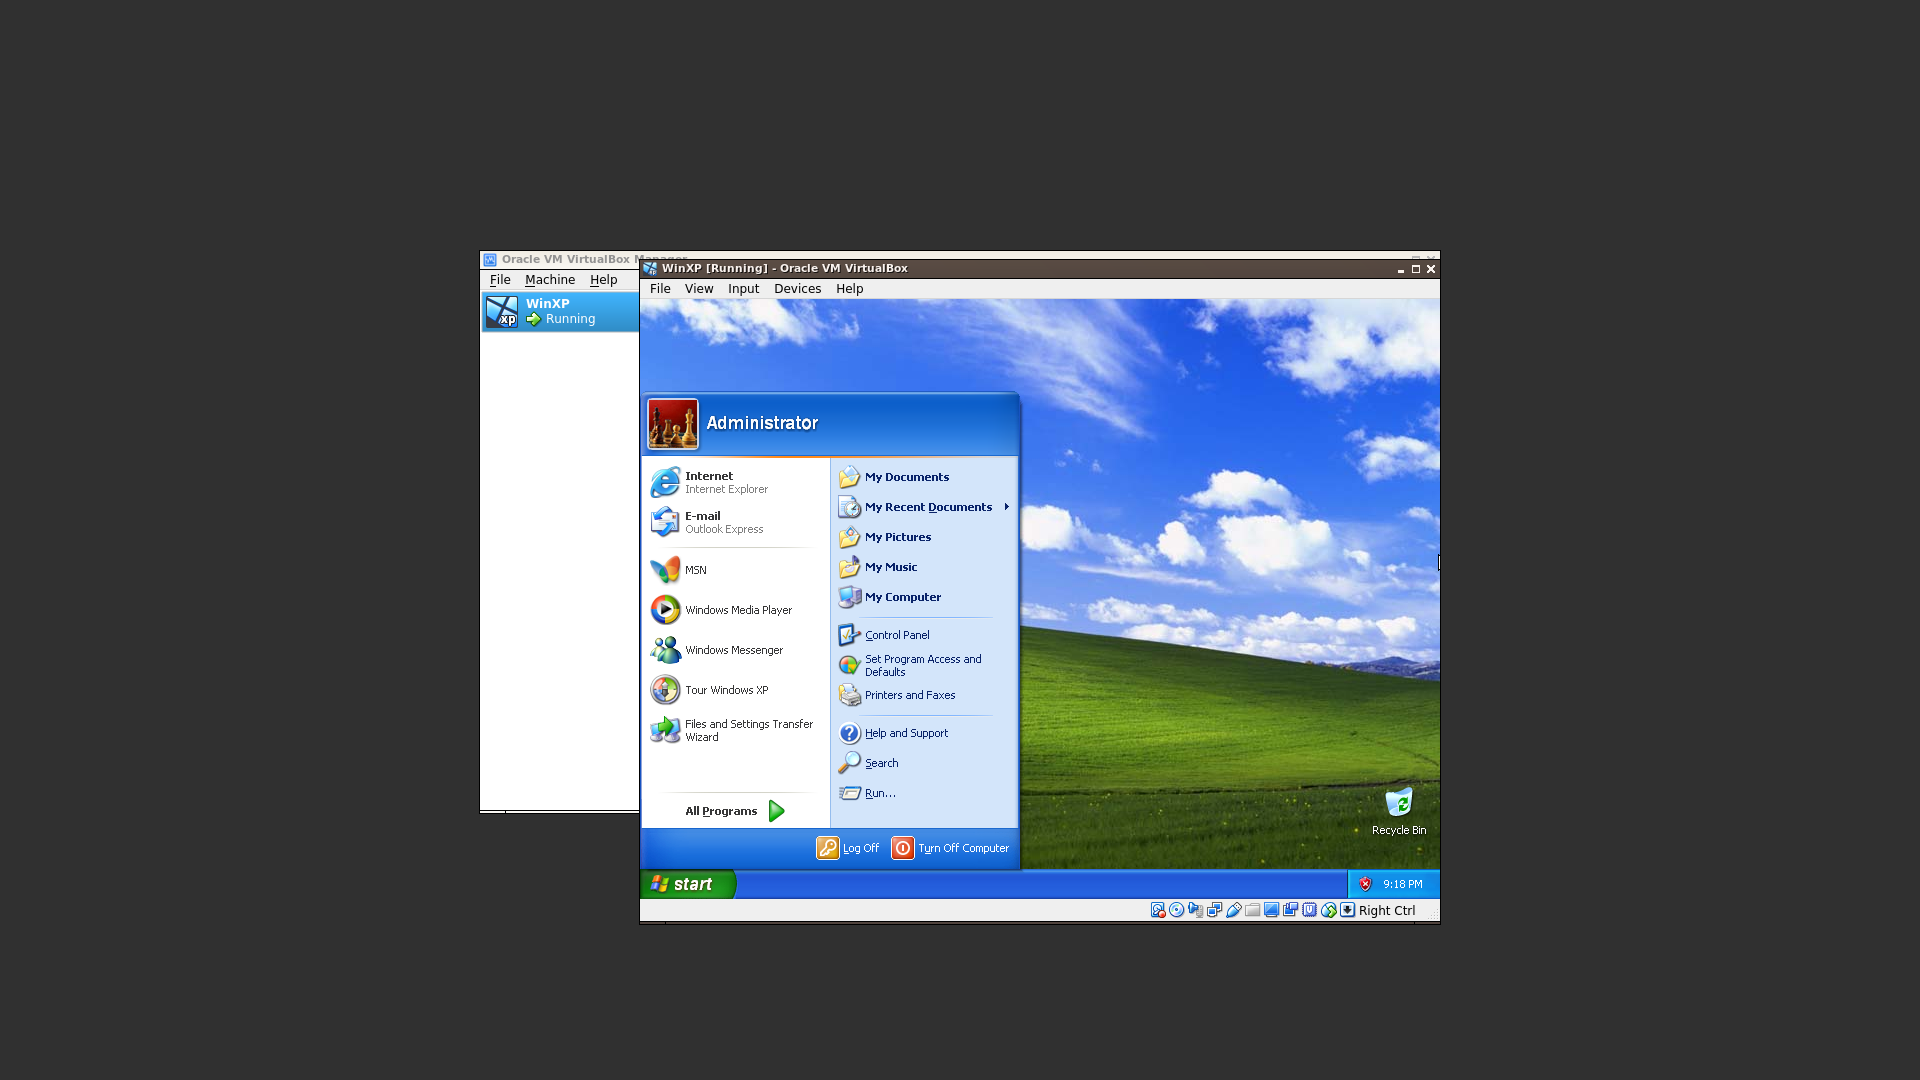 Oracle VM VirtualBox Manager
File Machine Help
WinXP
Running
WinXP [Running] - Oracle VM VirtualBox
File View Input Devices Help
Administrator
Internet
Internet Explorer
E-mail
Outlook Express
MSN
Windows Media Player
Windows Messenger
Tour Windows XP
Files and Settings Transfer
Wizard
All Programs
My Documents
My Recent Documents
My Pictures
My Music
My Computer
Control Panel
Set Program Access and
Defaults
Printers and Faxes
Help and Support
Search
Run...
Log Off
Turn Off Computer
Recycle Bin
start
9:18 PM
Right Ctrl